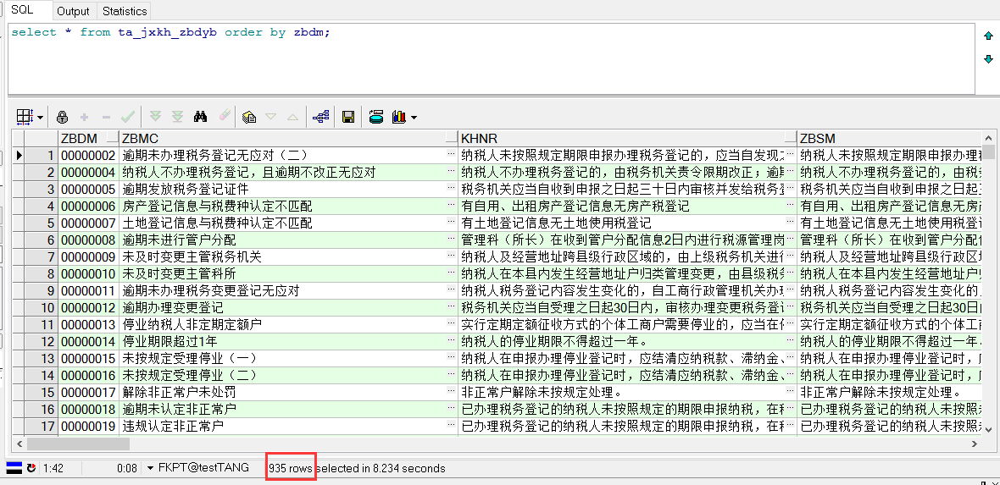 SQL Output Statistics
select * from ta_jxkh_zbdyb order by zbdm;
ZBDM ZBMC KHNR ZBSM
1 00000002 逾期未办理税务登记无应对（二） ... 纳税人未按照规定期限申报办理税务登记的，应当自发现 ... 纳税人未按照规定期限申报办理
2 00000004 纳税人不办理税务登记，且逾期不改正无应对 ... 纳税人不办理税务登记的，由税务机关责令限期改正；逾 ... 纳税人不办理税务登记的，由税
3 00000005 逾期发放税务登记证件 ... 税务机关应当自收到申报之日起三十日内审核并发给税务 ... 税务机关应当自收到申报之日起
4 00000006 房产登记信息与税费种认定不匹配 ... 有自用、出租房产登记信息无房产税登记 ... 有自用、出租房产登记信息无房
5 00000007 土地登记信息与税费种认定不匹配 ... 有土地登记信息无土地使用税登记 ... 有土地登记信息无土地使用税登
6 00000008 逾期未进行管户分配 ... 管理科（所长）在收到管户分配信息2日内进行税源管理岗 ... 管理科（所长）在收到管户分配
7 00000009 未及时变更主管税务机关 ... 纳税人及经营地址跨县级行政区域的，由上级税务机关进 ... 纳税人及经营地址跨县级行政区
8 00000010 未及时变更主管科所 ... 纳税人在本县内发生经营地址户归类管理变更，由县级税 ... 纳税人在本县内发生经营地址户
9 00000011 逾期未办理税务变更登记无应对 ... 纳税人税务登记内容发生变化的，自工商行政管理机关办 ... 纳税人税务登记内容发生变化的
10 00000012 逾期办理变更登记 ... 税务机关应当自受理之日起30日内，审核办理变更税务登 ... 税务机关应当自受理之日起30日
11 00000013 停业纳税人非定期定额户 ... 实行定期定额征收方式的个体工商户需要停业的，应当在 ... 实行定期定额征收方式的个体工
12 00000014 停业期限超过1年 ... 纳税人的停业期限不得超过一年。 ... 纳税人的停业期限不得超过一年
13 00000015 未按规定受理停业（一） ... 纳税人在申报办理停业登记时，应结清应纳税款、滞纳金、 ... 纳税人在申报办理停业登记时，
14 00000016 未按规定受理停业（二） ... 纳税人在申报办理停业登记时，应结清应纳税款、滞纳金、 ... 纳税人在申报办理停业登记时，
15 00000017 解除非正常户未处罚 ... 非正常户解除未按规定处理。 ... 非正常户解除未按规定处理。
16 00000018 逾期未认定非正常户 ... 已办理税务登记的纳税人未按照规定的期限申报纳税，在 ... 已办理税务登记的纳税人未按照规
17 00000019 违规认定非正常户 ... 已办理税务登记的纳税人未按照规定的期限申报纳税，在 ... 已办理税务登记的纳税人未按照规
1:42 0:08 FKPT@testTANG 935 rows selected in 8.234 seconds